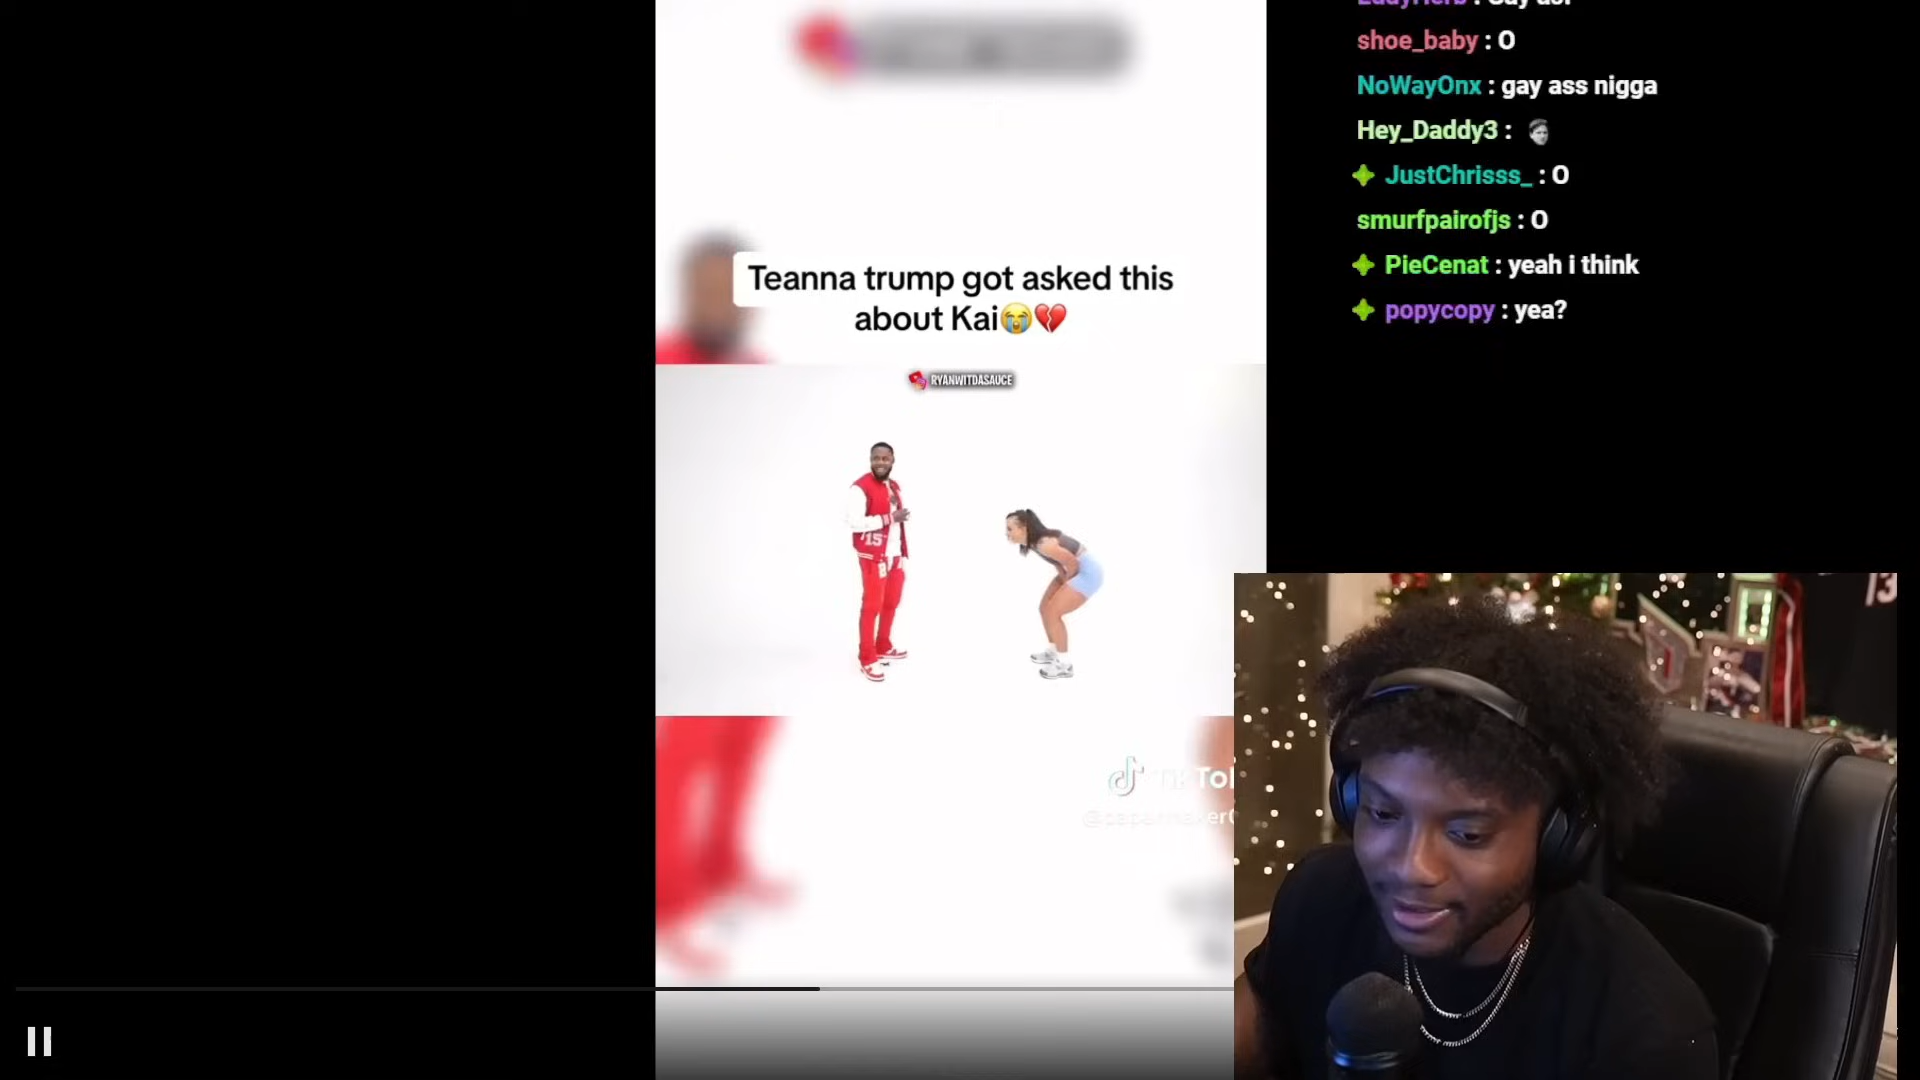 shoe_baby : O
NoWayOnx : gay ass nigga
Hey_Daddy3 :
JustChrisss_ : O
smurfpairofjs : O
PieCenat : yeah i think
popycopy : yea?
Teanna trump got asked this
about Kai😭💔
RYANWITDASAUCE
15
13